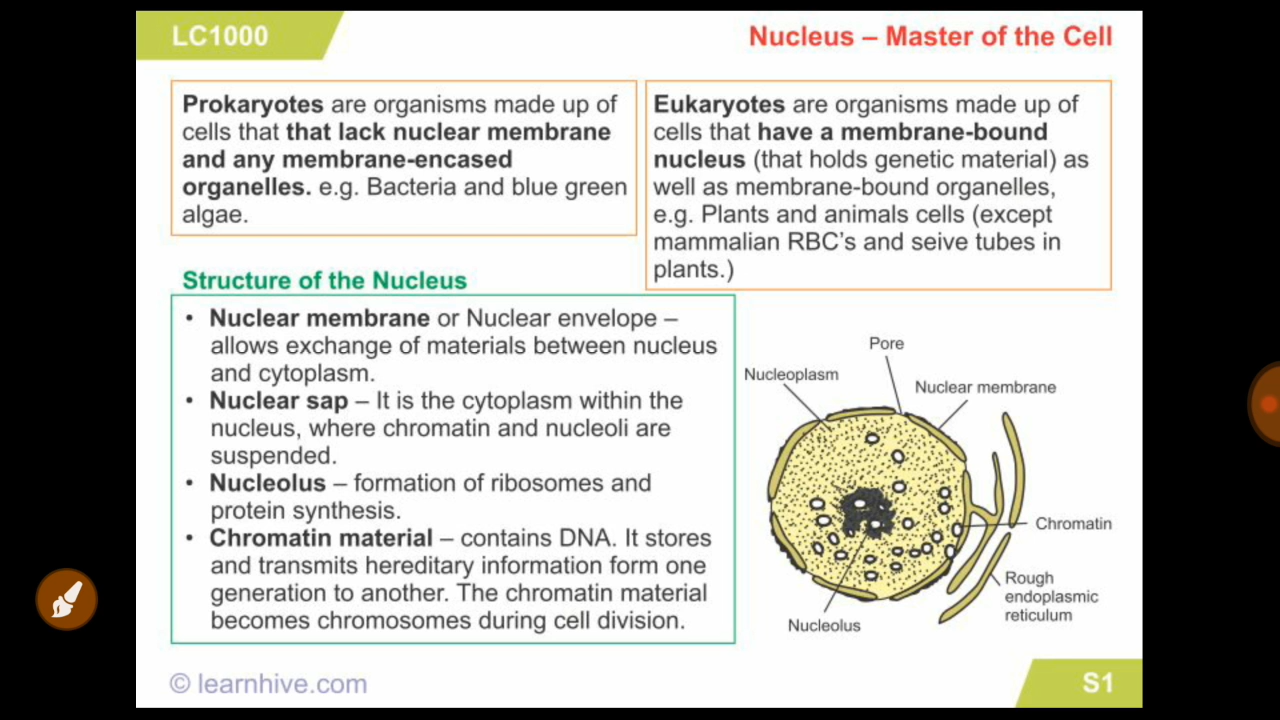 LC1000
Nucleus – Master of the Cell
Prokaryotes are organisms made up of
cells that that lack nuclear membrane
and any membrane-encased
organelles. e.g. Bacteria and blue green
algae.
Eukaryotes are organisms made up of
cells that have a membrane-bound
nucleus (that holds genetic material) as
well as membrane-bound organelles,
e.g. Plants and animals cells (except
mammalian RBC's and seive tubes in
plants.)
Structure of the Nucleus
• Nuclear membrane or Nuclear envelope –
allows exchange of materials between nucleus
and cytoplasm.
• Nuclear sap – It is the cytoplasm within the
nucleus, where chromatin and nucleoli are
suspended.
• Nucleolus – formation of ribosomes and
protein synthesis.
• Chromatin material – contains DNA. It stores
and transmits hereditary information form one
generation to another. The chromatin material
becomes chromosomes during cell division.
Pore
Nucleoplasm
Nuclear membrane
Chromatin
Rough
endoplasmic
reticulum
Nucleolus
© learnhive.com
S1